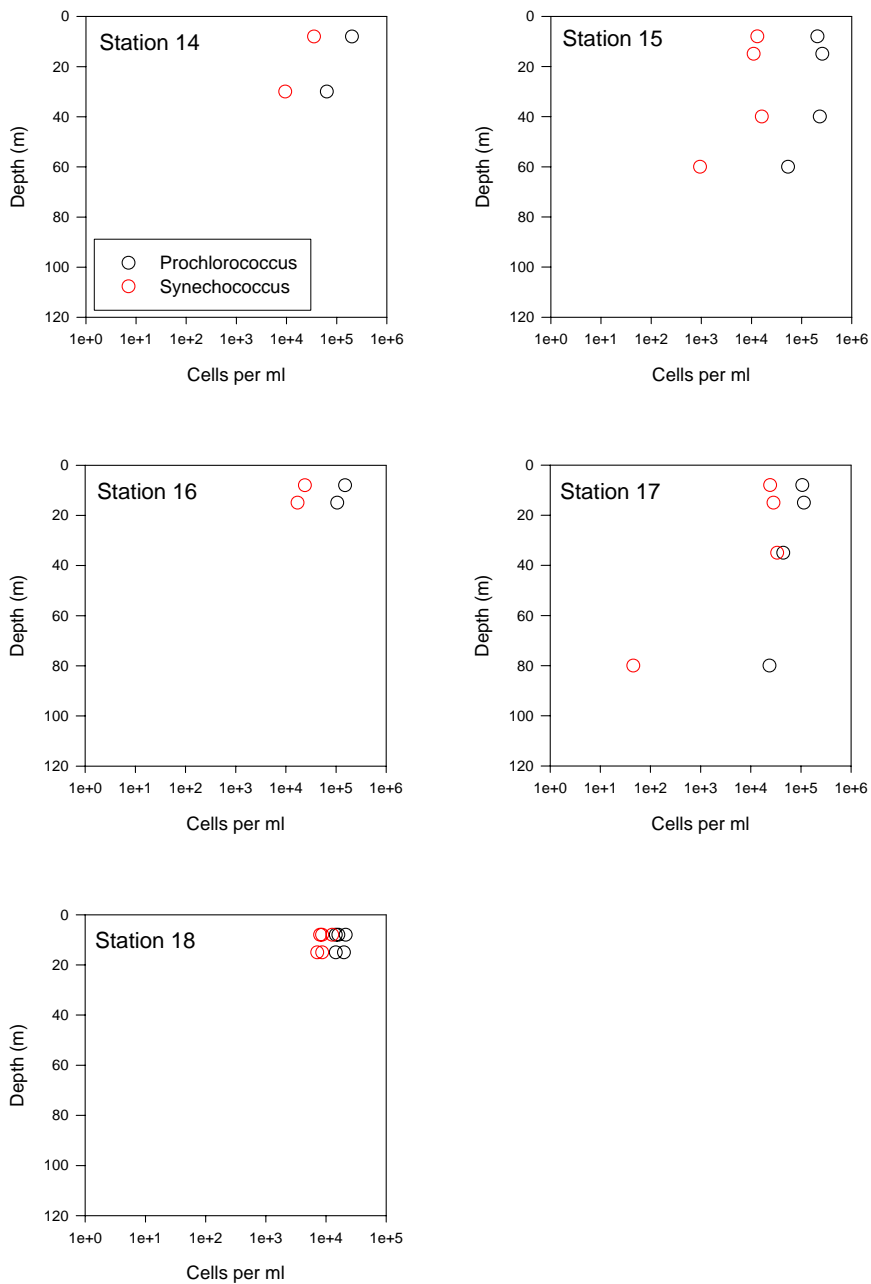 Station 14
Depth (m)
0
20
40
60
80
100
120
Prochlorococcus
Synechococcus
1e+0 1e+1 1e+2 1e+3 1e+4 1e+5 1e+6
Cells per ml
Station 15
Depth (m)
0
20
40
60
80
100
120
1e+0 1e+1 1e+2 1e+3 1e+4 1e+5 1e+6
Cells per ml
Station 16
Depth (m)
0
20
40
60
80
100
120
1e+0 1e+1 1e+2 1e+3 1e+4 1e+5 1e+6
Cells per ml
Station 17
Depth (m)
0
20
40
60
80
100
120
1e+0 1e+1 1e+2 1e+3 1e+4 1e+5 1e+6
Cells per ml
Station 18
Depth (m)
0
20
40
60
80
100
120
1e+0 1e+1 1e+2 1e+3 1e+4 1e+5
Cells per ml